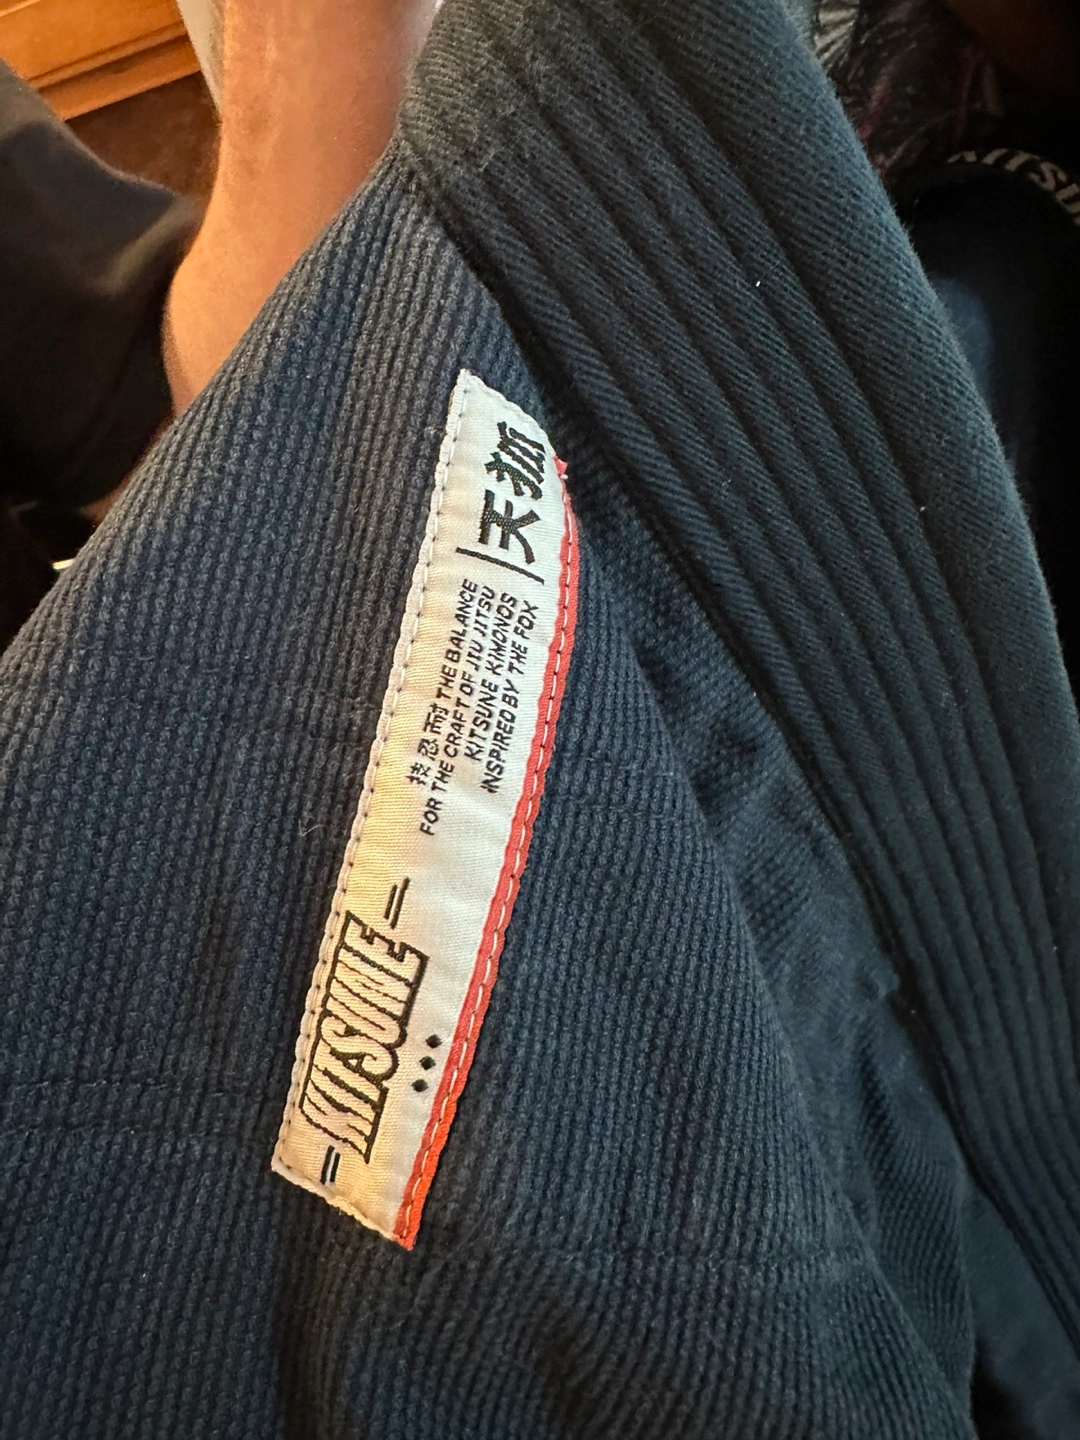 KITSUNE
技忍耐 THE BALANCE
FOR THE CRAFT OF JIU JITSU
KITSUNE KIMONOS
INSPIRED BY THE FOX
天狐